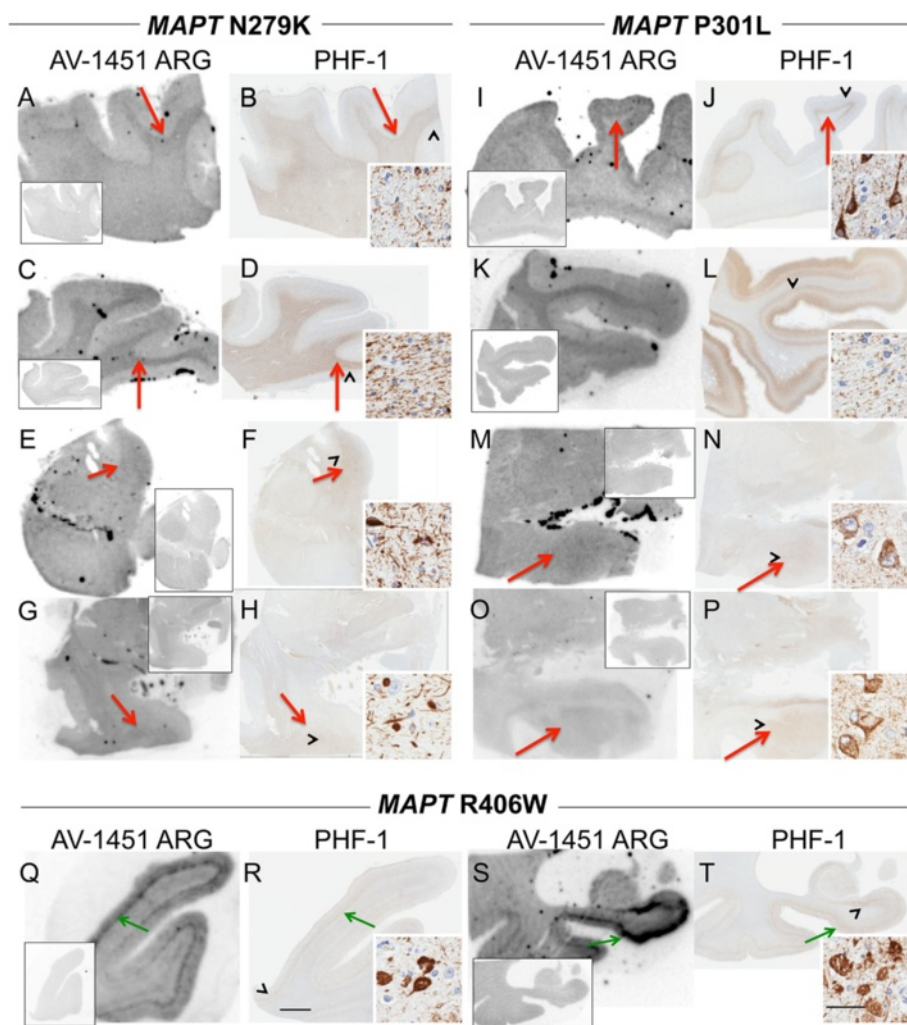 MAPT N279K
MAPT P301L
AV-1451 ARG
PHF-1
AV-1451 ARG
PHF-1
A
B
I
J
C
D
K
L
E
F
M
N
G
H
O
P
MAPT R406W
AV-1451 ARG
PHF-1
AV-1451 ARG
PHF-1
Q
R
S
T